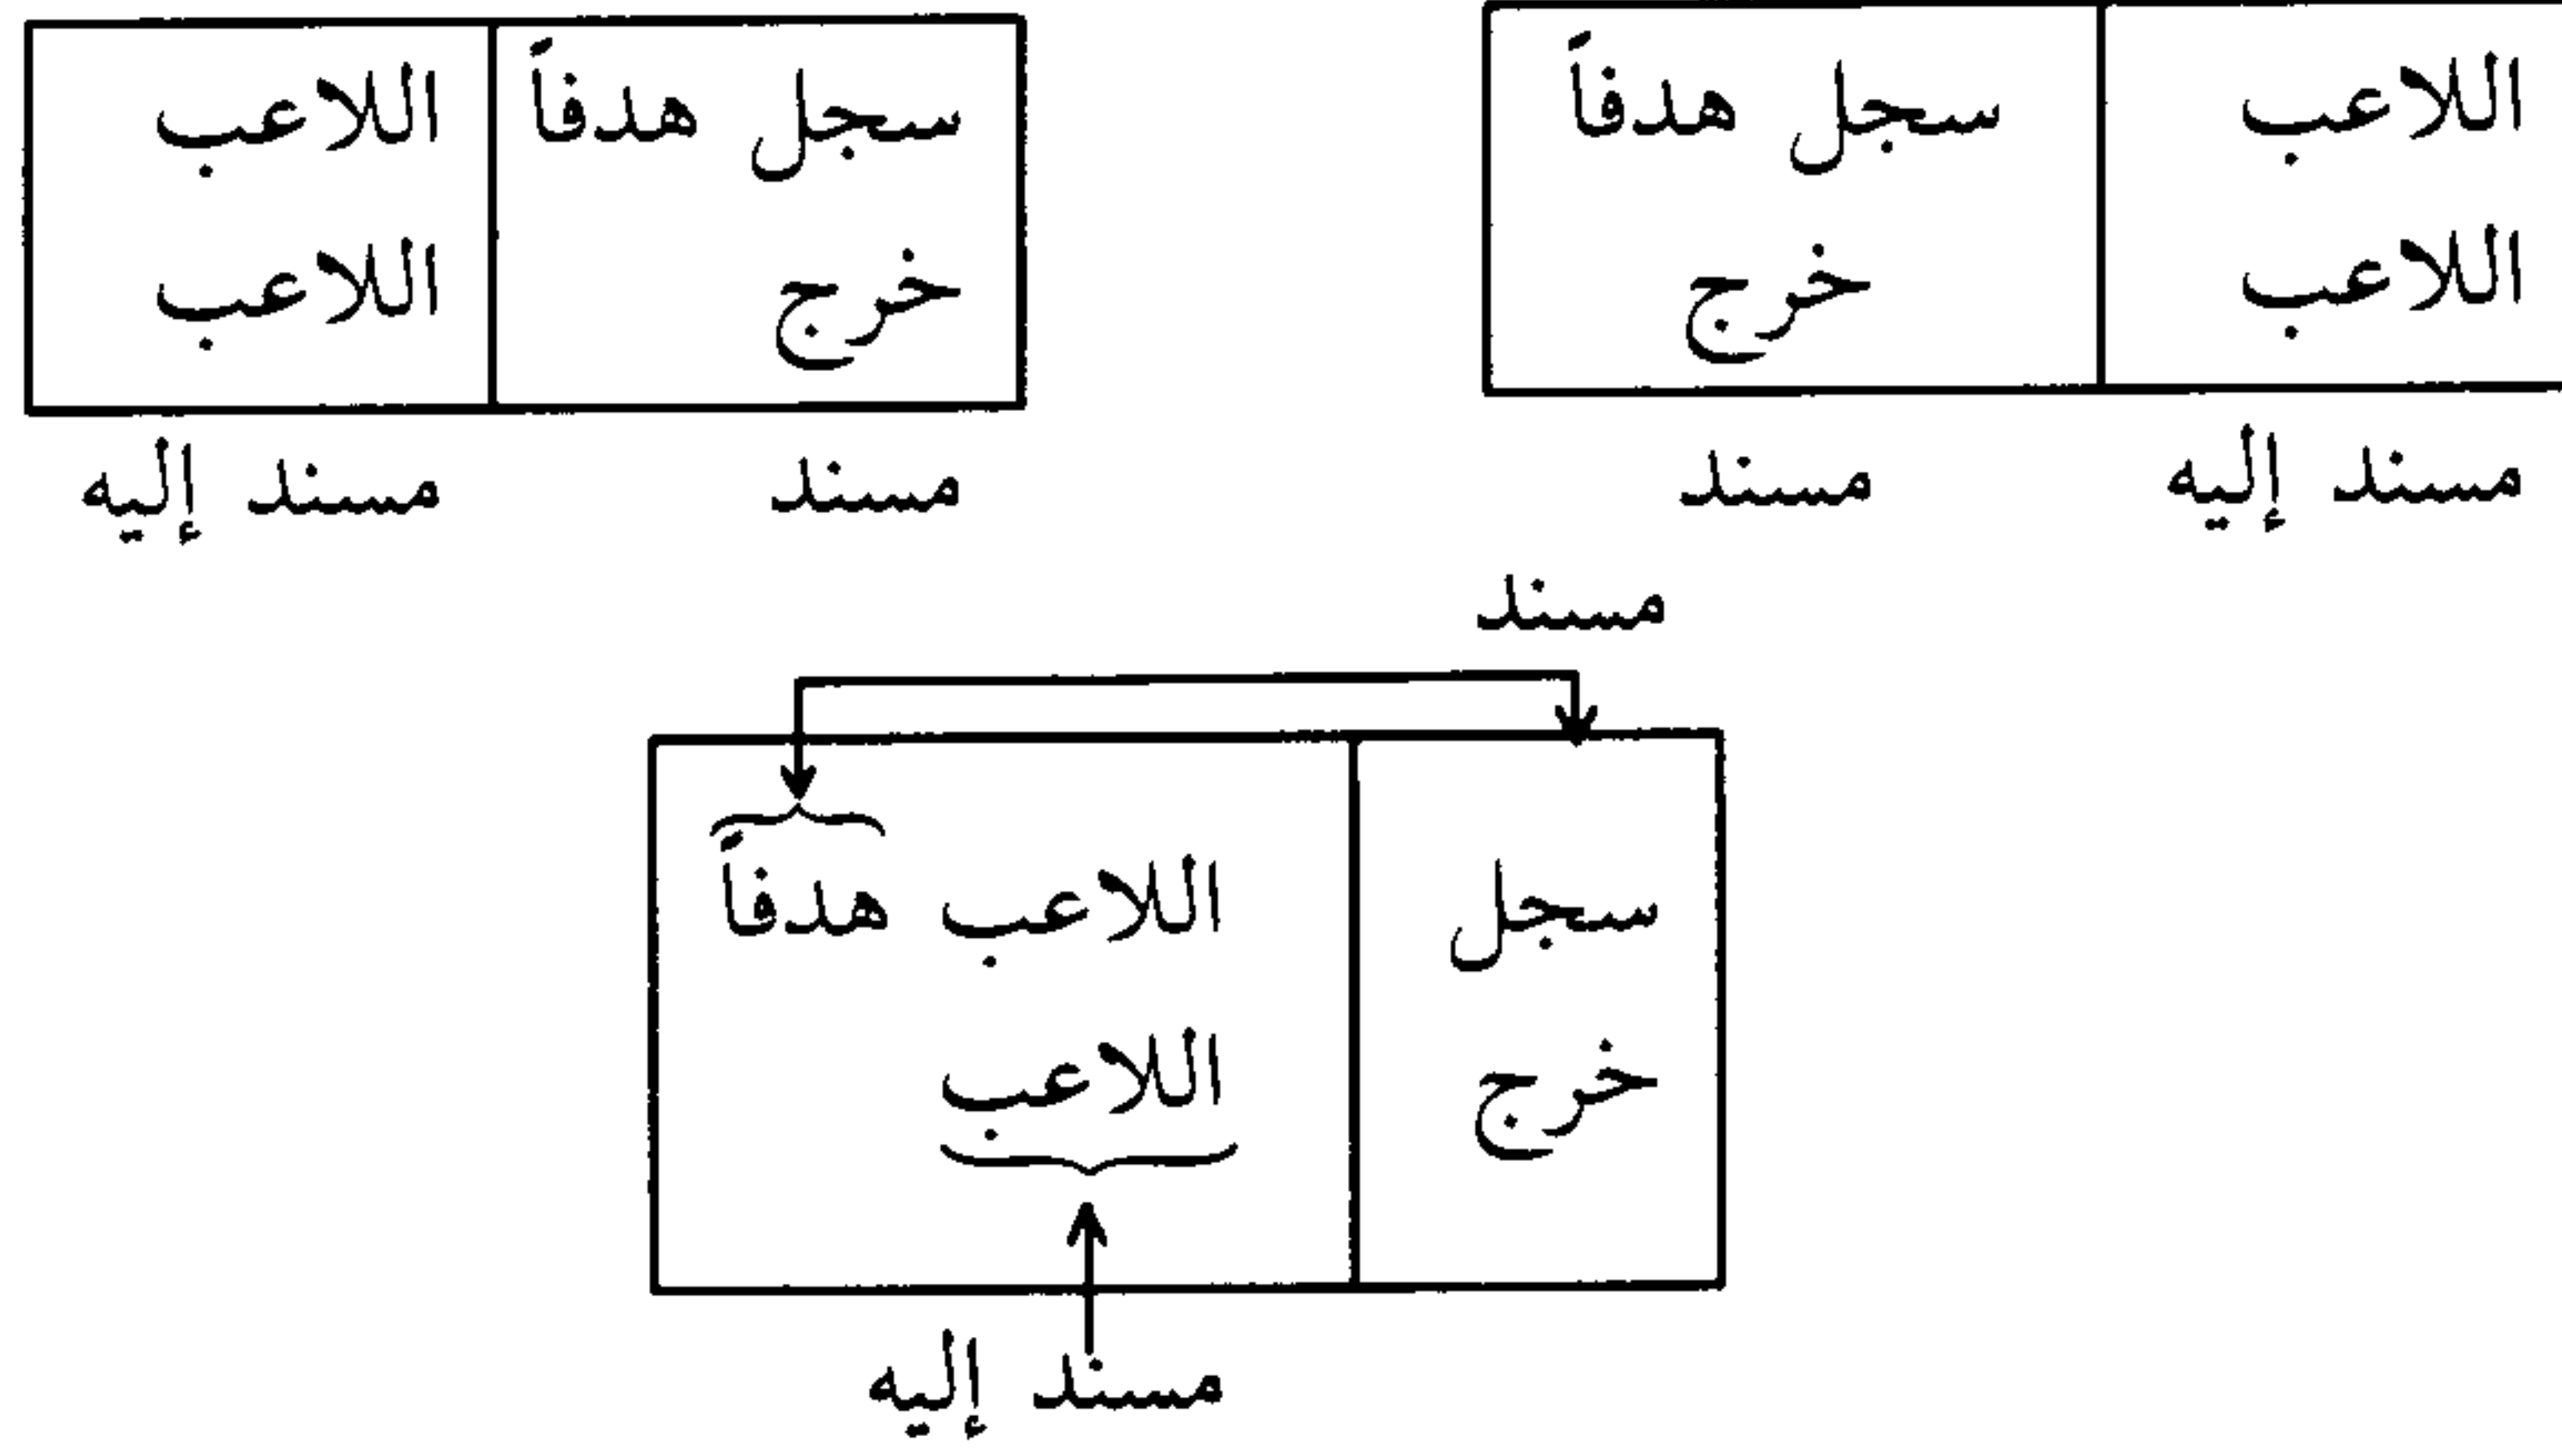 اللاعب سجل هدفاً
اللاعب خرج
مسند إليه مسند
سجل هدفاً اللاعب
خرج اللاعب
مسند مسند إليه
مسند
سجل اللاعب هدفاً
خرج اللاعب
مسند إليه